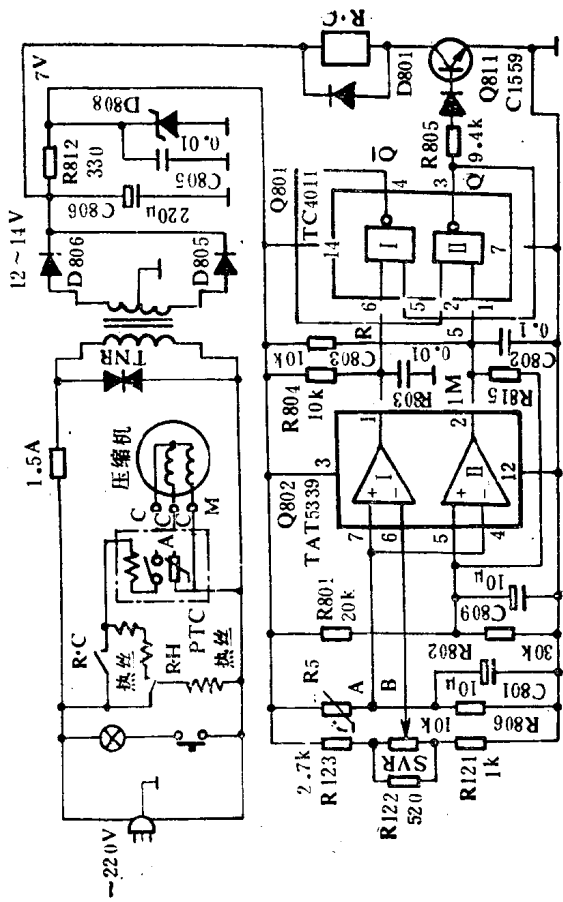 ~220V
R·C
热丝
R·H
PTC
热丝
A
C
C
C
M
压缩机
1.5A
TNR
12~14V
D806
D805
C806
220μ
R812
330
C805
0.01
D808
7V
R·C
D801
Q811
C1559
R805
9.4k
Q801
TC4011
Q̄
Q
14
7
4
3
I
II
6
5
2
1
R
5
10k
C803
0.01
C802
0.1
R804
10k
R803
1M
R815
Q802
TAT5339
3
12
1
2
I
II
+
-
+
-
7
6
5
4
R801
20k
C809
10μ
R802
30k
R5
A
B
i°
C801
10μ
R806
10k
2.7k
R123
SVR
R122
520
R121
1k